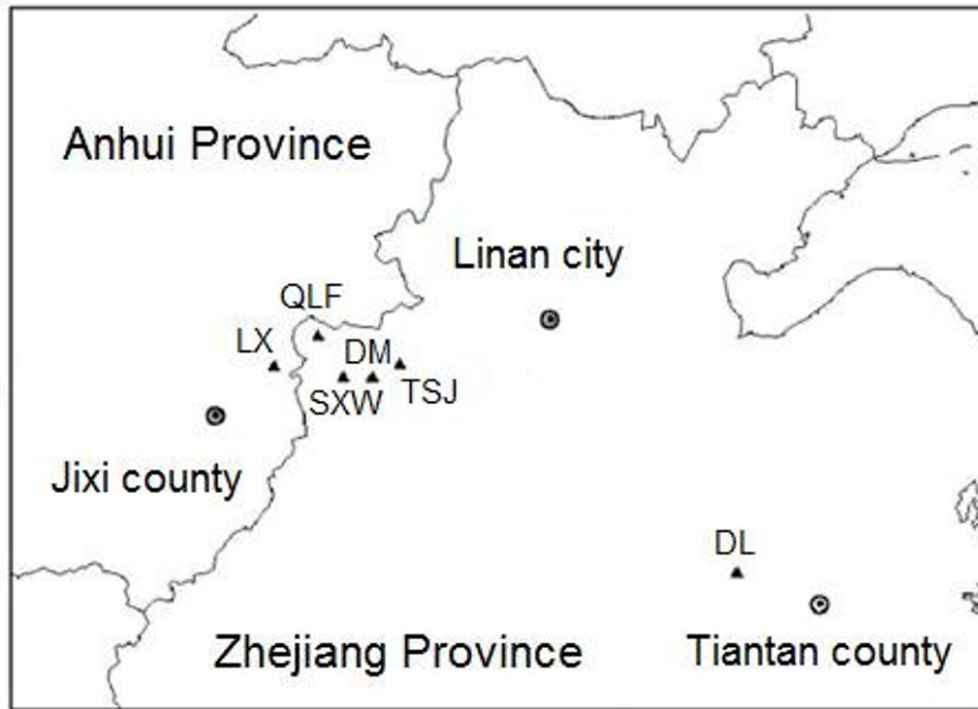 Anhui Province
Linan city
QLF
LX
DM
SXW
TSJ
Jixi county
DL
Zhejiang Province
Tiantan county